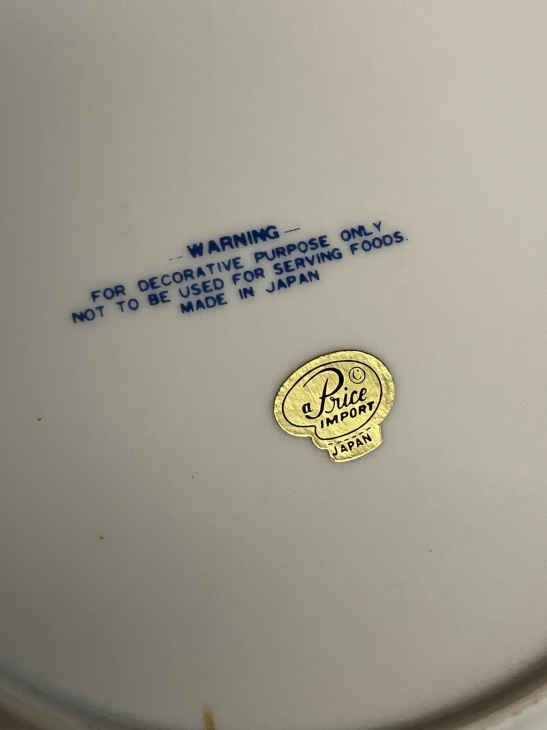 WARNING
FOR DECORATIVE PURPOSE ONLY
NOT TO BE USED FOR SERVING FOODS.
MADE IN JAPAN
©
a Price
IMPORT
JAPAN